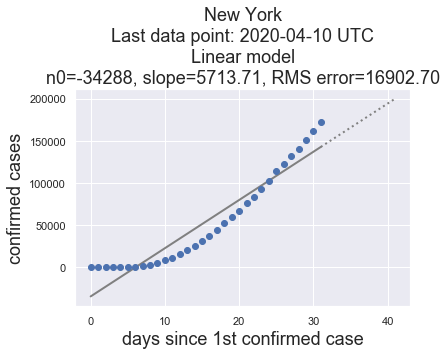 New York
Last data point: 2020-04-10 UTC
Linear model
n0=-34288, slope=5713.71, RMS error=16902.70
200000
150000
100000
50000
0
confirmed cases
0 10 20 30 40
days since 1st confirmed case